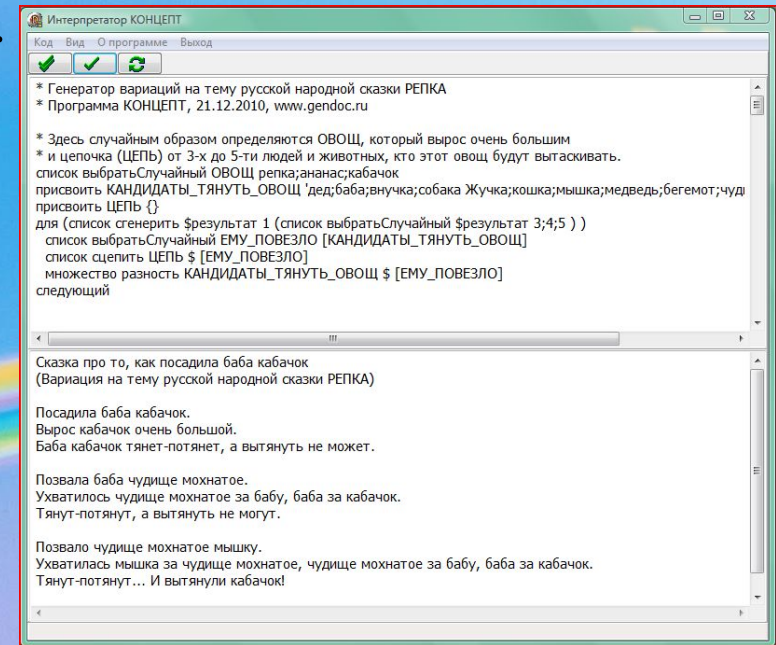 Интерпретатор КОНЦЕПТ
Код Вид О программе Выход
* Генератор вариаций на тему русской народной сказки РЕПКА
* Программа КОНЦЕПТ, 21.12.2010, www.gendoc.ru
* Здесь случайным образом определяются ОВОЩ, который вырос очень большим
* и цепочка (ЦЕПЬ) от 3-х до 5-ти людей и животных, кто этот овощ будут вытаскивать.
список выбратьСлучайный ОВОЩ репка;ананас;кабачок
присвоить КАНДИДАТЫ_ТЯНУТЬ_ОВОЩ 'дед;баба;внучка;собака Жучка;кошка;мышка;медведь;бегемот;чуди
присвоить ЦЕПЬ {}
для (список сгенерить $результат 1 (список выбратьСлучайный $результат 3;4;5 ) )
список выбратьСлучайный ЕМУ_ПОВЕЗЛО [КАНДИДАТЫ_ТЯНУТЬ_ОВОЩ]
список сцепить ЦЕПЬ $ [ЕМУ_ПОВЕЗЛО]
множество разность КАНДИДАТЫ_ТЯНУТЬ_ОВОЩ $ [ЕМУ_ПОВЕЗЛО]
следующий
Сказка про то, как посадила баба кабачок
(Вариация на тему русской народной сказки РЕПКА)
Посадила баба кабачок.
Вырос кабачок очень большой.
Баба кабачок тянет-потянет, а вытянуть не может.
Позвала баба чудище мохнатое.
Ухватилось чудище мохнатое за бабу, баба за кабачок.
Тянут-потянут, а вытянуть не могут.
Позвало чудище мохнатое мышку.
Ухватилась мышка за чудище мохнатое, чудище мохнатое за бабу, баба за кабачок.
Тянут-потянут... И вытянули кабачок!